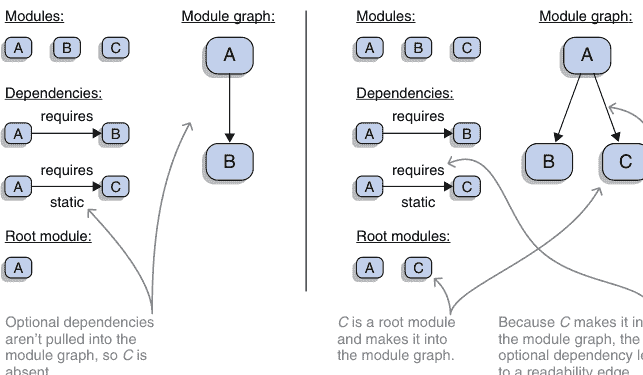 Modules:
A B C
Dependencies:
requires
A B
requires
A C
static
Root module:
A
Optional dependencies
aren't pulled into the
module graph, so C is
absent
Module graph:
A
B
Modules:
A B C
Dependencies:
requires
A B
requires
A C
static
Root modules:
A C
C is a root module
and makes it into
the module graph.
Module graph:
A
B C
Because C makes it in
the module graph, the
optional dependency
to a readability edge